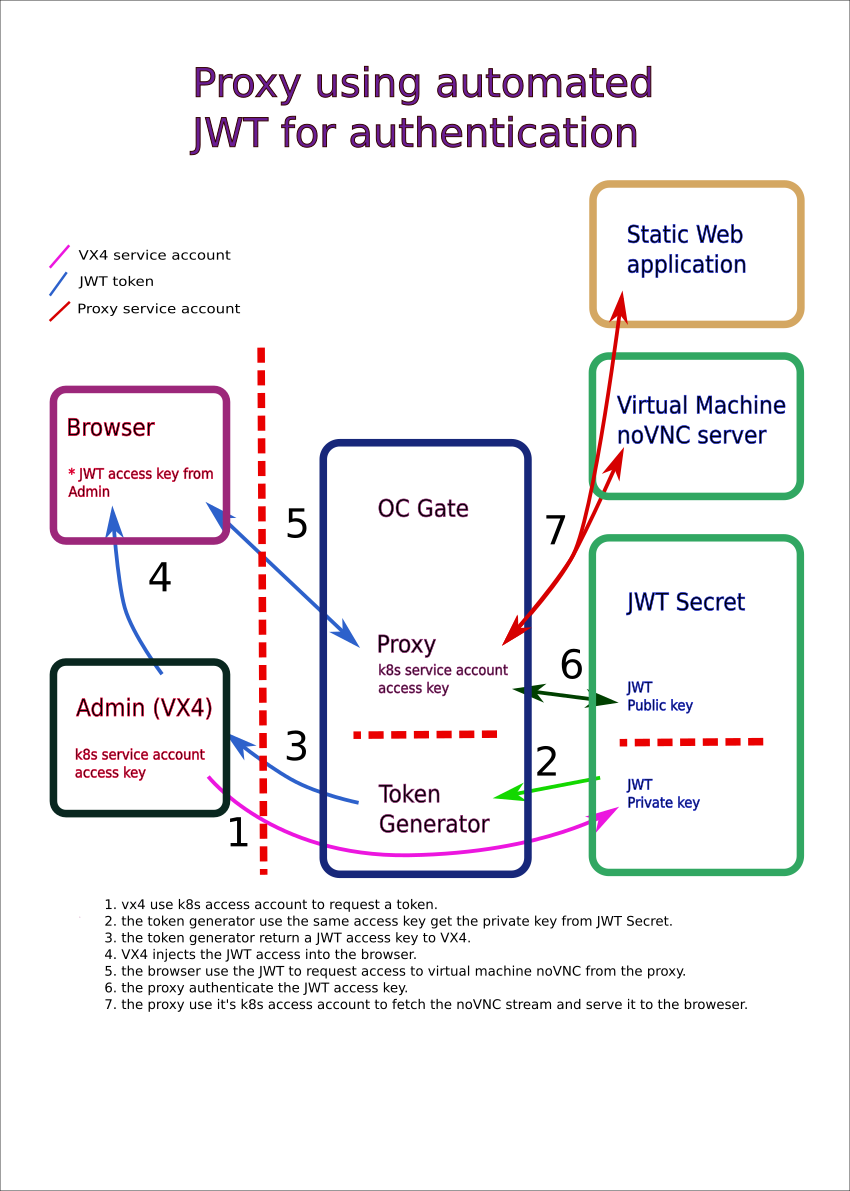 Proxy using automated
JWT for authentication
VX4 service account
JWT token
Proxy service account
Static Web
application
Virtual Machine
noVNC server
Browser
* JWT access key from
Admin
5
7
4
OC Gate
JWT Secret
Proxy
k8s service account
access key
6
JWT
Public key
Admin (VX4)
k8s service account
access key
3
2
1
Token
Generator
JWT
Private key
1. vx4 use k8s access account to request a token.
2. the token generator use the same access key get the private key from JWT Secret.
3. the token generator return a JWT access key to VX4.
4. VX4 injects the JWT access into the browser.
5. the browser use the JWT to request access to virtual machine noVNC from the proxy.
6. the proxy authenticate the JWT access key.
7. the proxy use it's k8s access account to fetch the noVNC stream and serve it to the broweser.